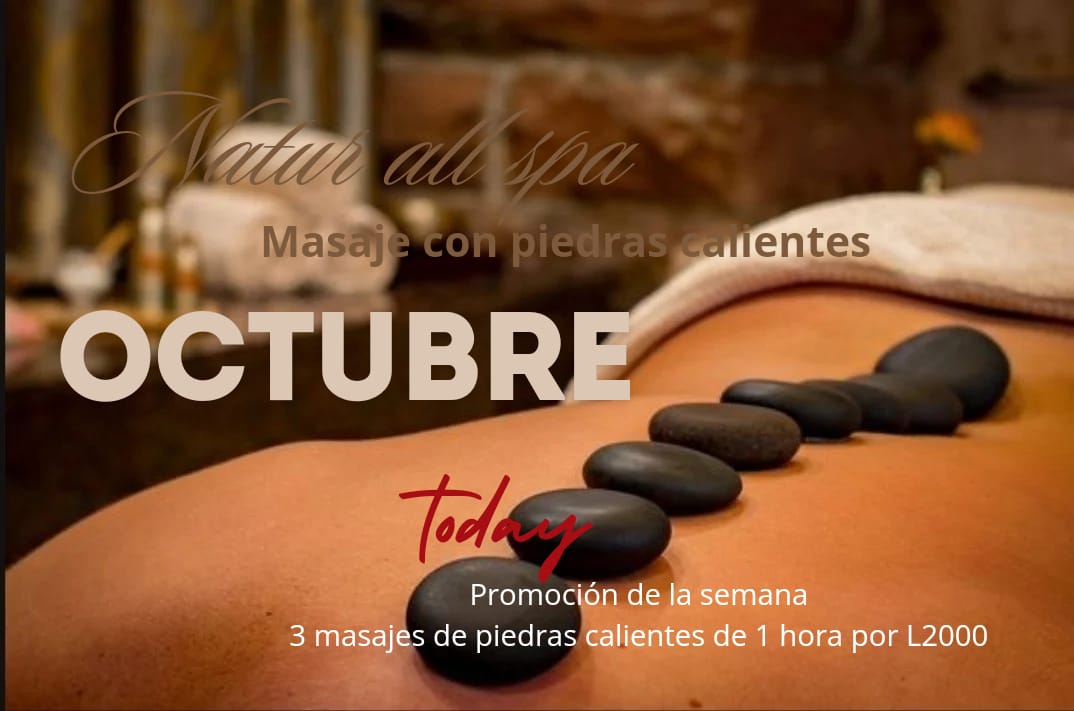 Natur all spa
Masaje con piedras calientes
OCTUBRE
today
Promoción de la semana
3 masajes de piedras calientes de 1 hora por L2000